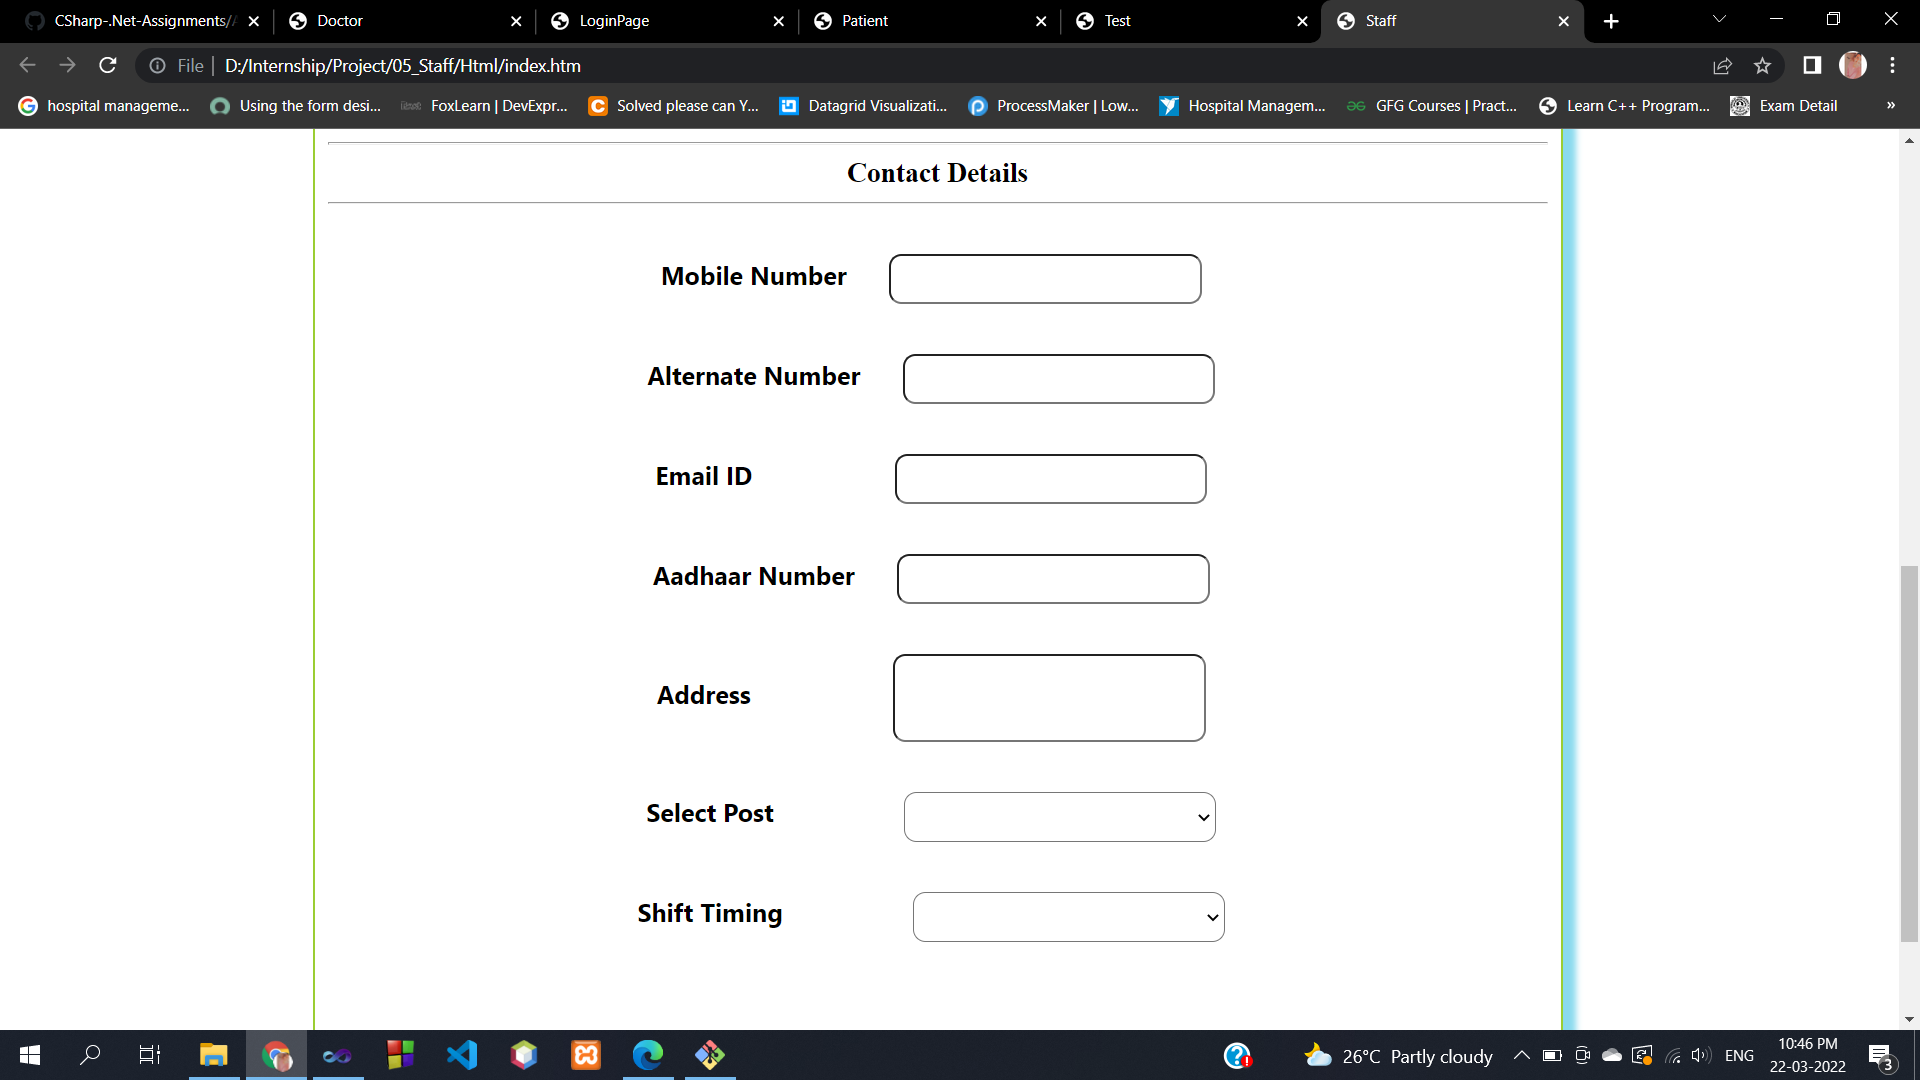 CSharp-.Net-Assignments/
Doctor
LoginPage
Patient
Test
Staff
File
D:/Internship/Project/05_Staff/Html/index.htm
hospital manageme...
Using the form desi...
FoxLearn | DevExpr...
Solved please can Y...
Datagrid Visualizati...
ProcessMaker | Low...
Hospital Managem...
GFG Courses | Pract...
Learn C++ Program...
Exam Detail
»
Contact Details
Mobile Number
Alternate Number
Email ID
Aadhaar Number
Address
Select Post
Shift Timing
26°C Partly cloudy
ENG
10:46 PM
22-03-2022
3